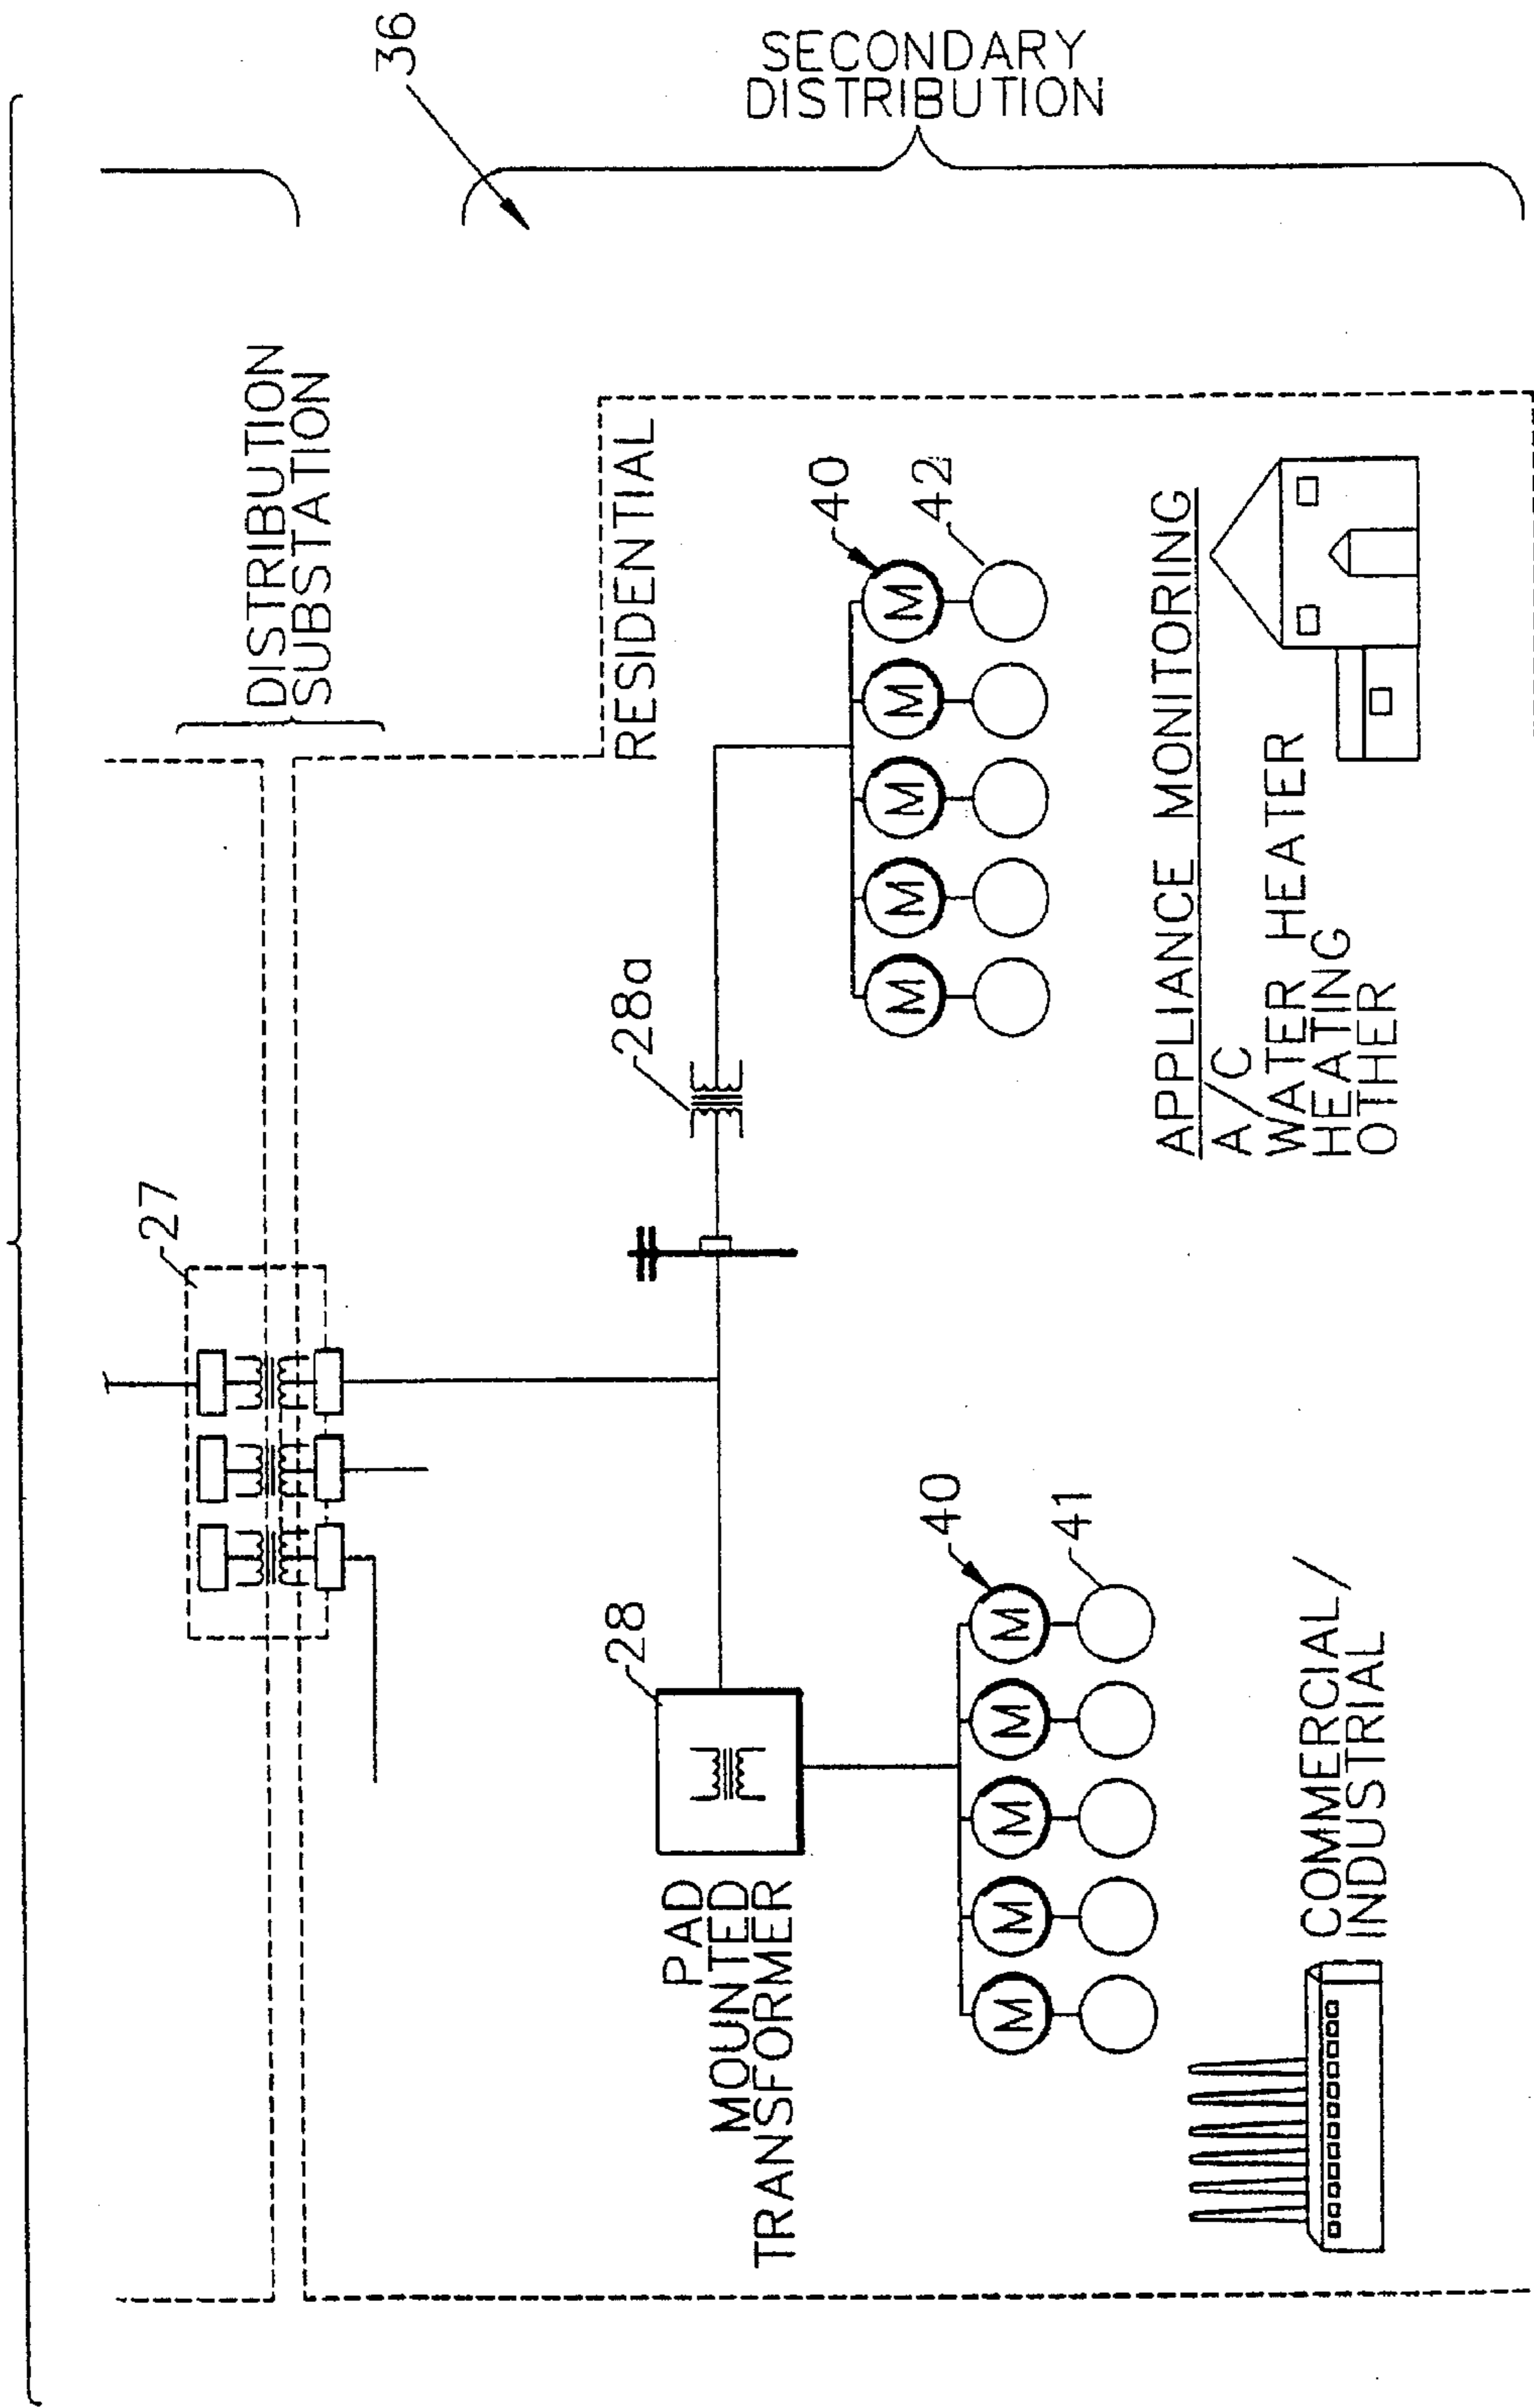 36
SECONDARY
DISTRIBUTION
DISTRIBUTION
SUBSTATION
27
RESIDENTIAL
28
28a
PAD
MOUNTED
TRANSFORMER
40
42
M M M M M
40
41
M M M M M
APPLIANCE MONITORING
A/C
WATER HEATER
HEATING
OTHER
COMMERCIAL/
INDUSTRIAL